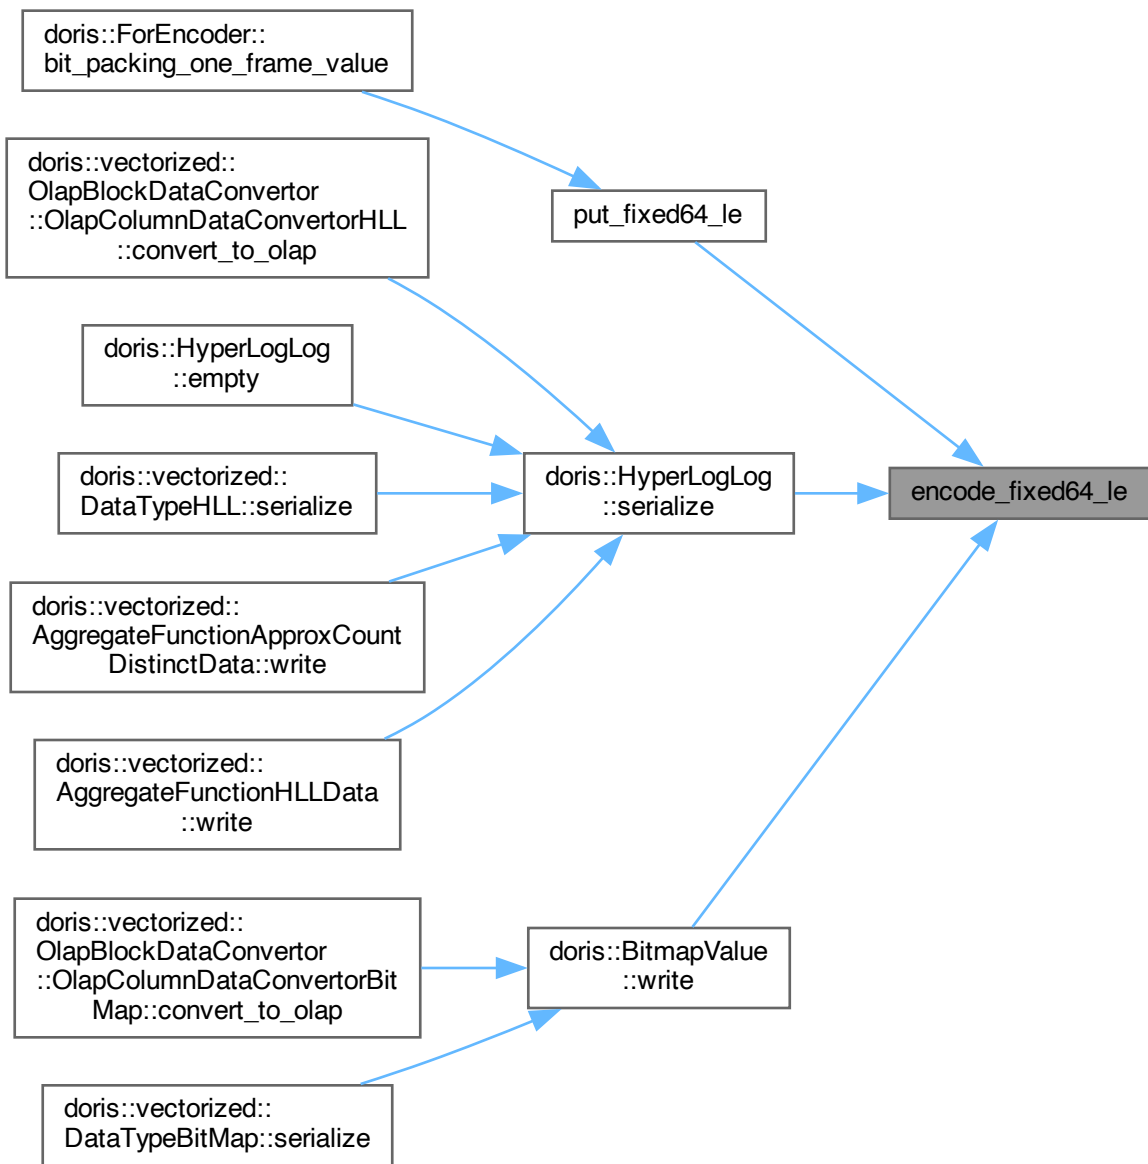 doris::ForEncoder::
bit_packing_one_frame_value
doris::vectorized::
OlapBlockDataConvertor
::OlapColumnDataConvertorHLL
::convert_to_olap
put_fixed64_le
doris::HyperLogLog
::empty
doris::vectorized::
DataTypeHLL::serialize
doris::HyperLogLog
::serialize
encode_fixed64_le
doris::vectorized::
AggregateFunctionApproxCount
DistinctData::write
doris::vectorized::
AggregateFunctionHLLData
::write
doris::vectorized::
OlapBlockDataConvertor
::OlapColumnDataConvertorBit
Map::convert_to_olap
doris::BitmapValue
::write
doris::vectorized::
DataTypeBitMap::serialize